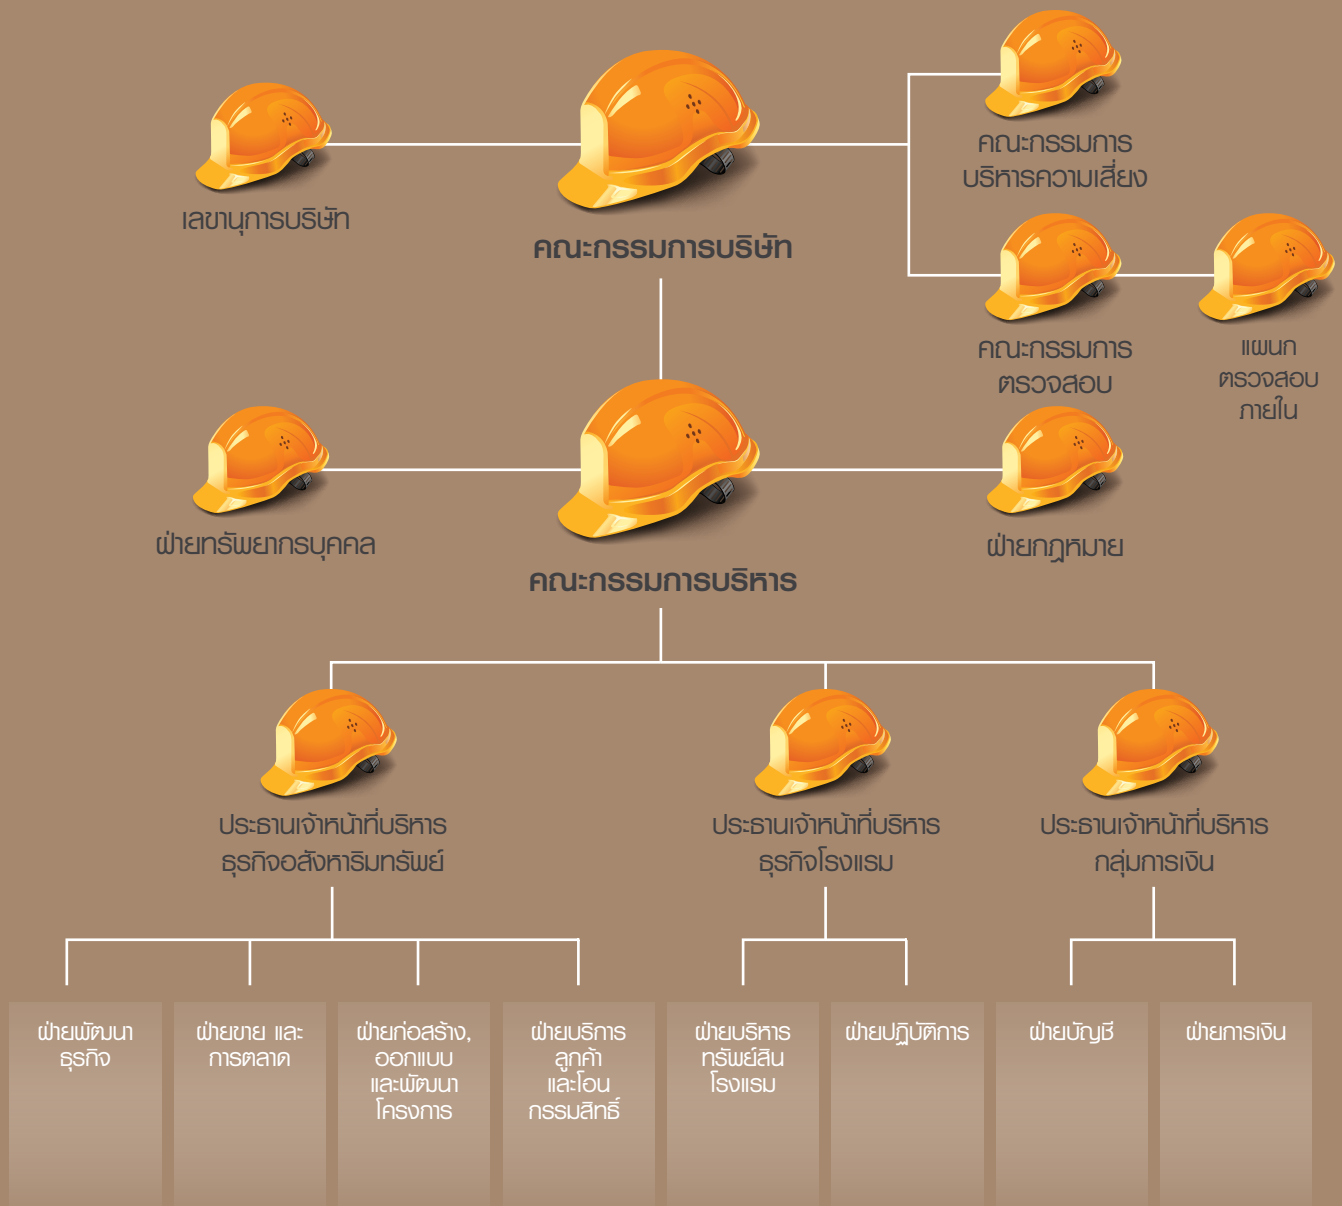 คณะกรรมการ
บริหารความเสี่ยง
เลขานุการบริษัท
คณะกรรมการบริษัท
คณะกรรมการ
ตรวจสอบ
แผนก
ตรวจสอบ
ภายใน
ฝ่ายทรัพยากรบุคคล
คณะกรรมการบริหาร
ฝ่ายกฎหมาย
ประธานเจ้าหน้าที่บริหาร
ธุรกิจอสังหาริมทรัพย์
ประธานเจ้าหน้าที่บริหาร
ธุรกิจโรงแรม
ประธานเจ้าหน้าที่บริหาร
กลุ่มการเงิน
ฝ่ายพัฒนา
ธุรกิจ
ฝ่ายขาย และ
การตลาด
ฝ่ายก่อสร้าง,
ออกแบบ
และพัฒนา
โครงการ
ฝ่ายบริการ
ลูกค้า
และโอน
กรรมสิทธิ์
ฝ่ายบริหาร
ทรัพย์สิน
โรงแรม
ฝ่ายปฏิบัติการ
ฝ่ายบัญชี
ฝ่ายการเงิน